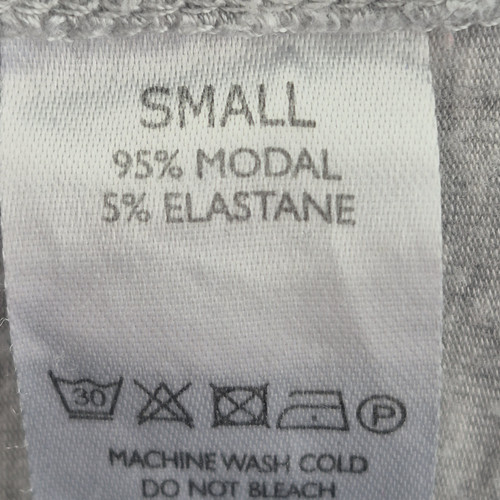 SMALL
95% MODAL
5% ELASTANE
30 P
MACHINE WASH COLD
DO NOT BLEACH